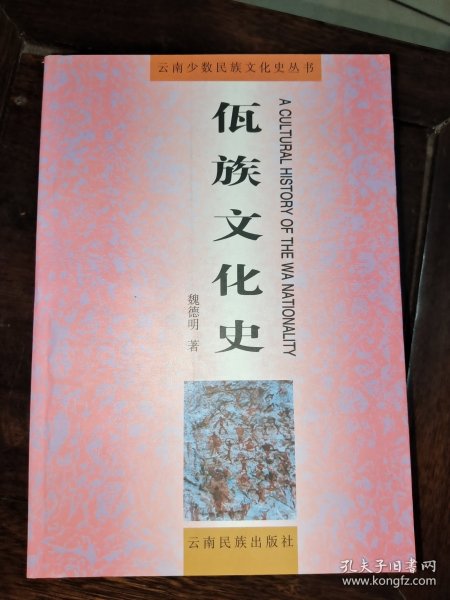 云南少数民族文化史丛书
佤族文化史
A CULTURAL HISTORY OF THE WA NATIONALITY
魏德明 著
云南民族出版社
孔夫子旧书网
www.kongfz.com